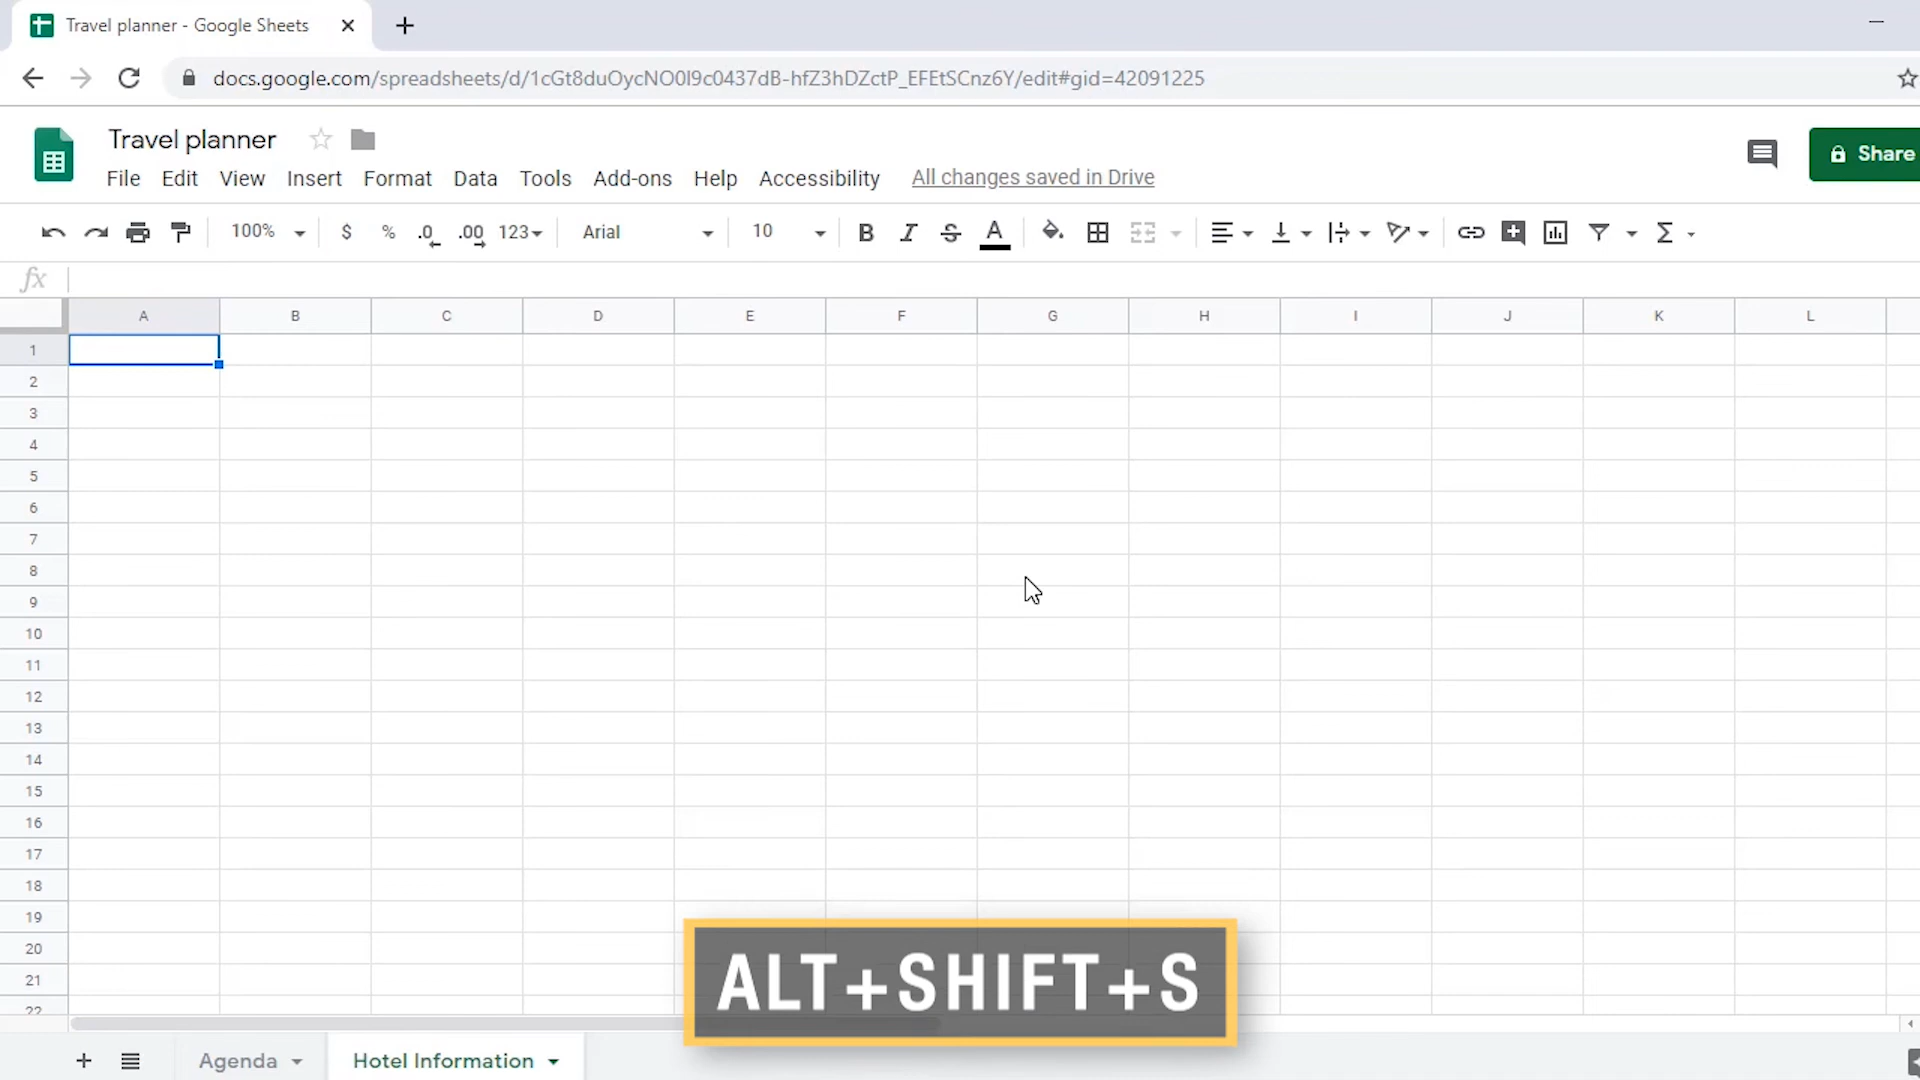 Travel planner - Google Sheets
docs.google.com/spreadsheets/d/1cGt8duOycNO0I9c0437dB-hfZ3hDZctP_EFEtSCnz6Y/edit#gid=42091225
Travel planner
Share
File Edit View Insert Format Data Tools Add-ons Help Accessibility All changes saved in Drive
100% $ % .0 .00 123 Arial 10 B I S A Σ
fx
A B C D E F G H I J K L
1
2
3
4
5
6
7
8
9
10
11
12
13
14
15
16
17
18
19
20
21
22
ALT+SHIFT+S
+ Agenda Hotel Information